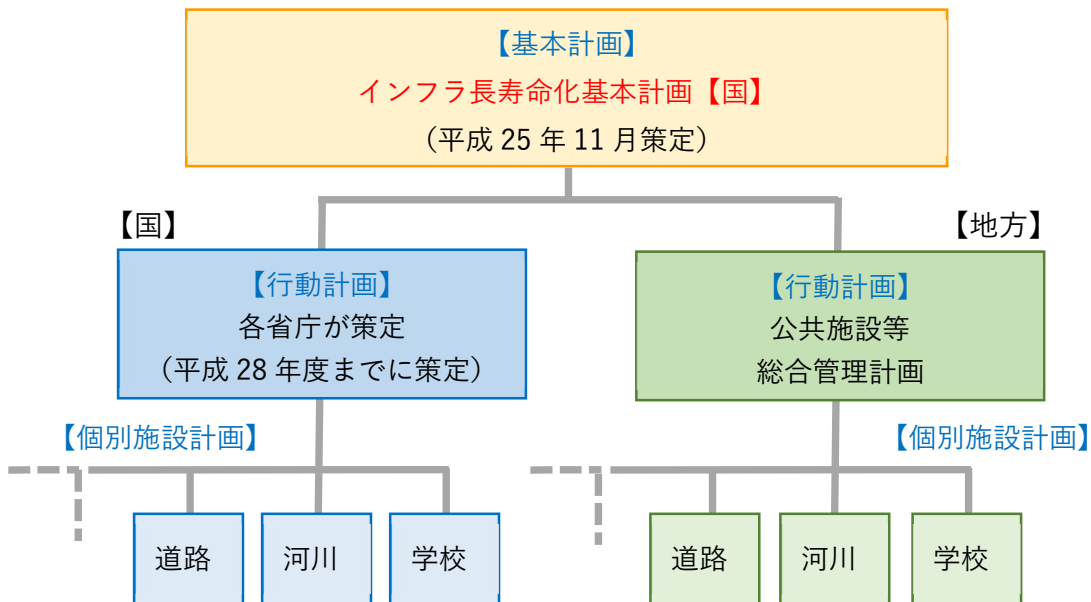 【基本計画】
インフラ長寿命化基本計画【国】
（平成 25 年 11 月策定）
【国】
【地方】
【行動計画】
各省庁が策定
（平成 28 年度までに策定）
【行動計画】
公共施設等
総合管理計画
【個別施設計画】
【個別施設計画】
道路
河川
学校
道路
河川
学校